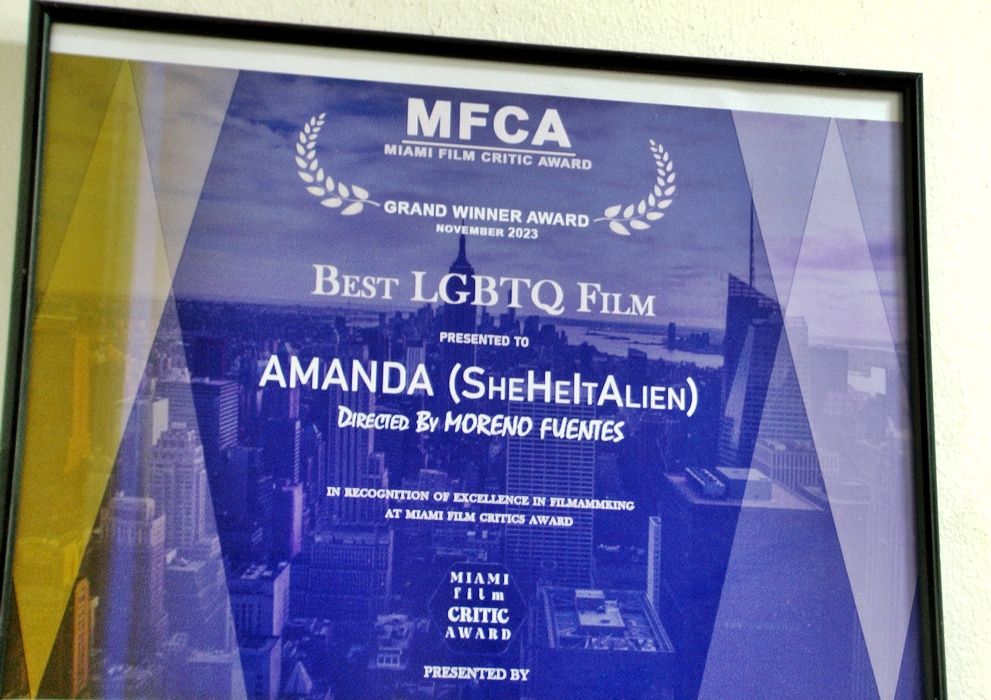 MFCA
MIAMI FILM CRITIC AWARD
GRAND WINNER AWARD
NOVEMBER 2023
BEST LGBTQ FILM
PRESENTED TO
AMANDA (SHEHEITALIEN)
DIRECTED BY MORENO FUENTES
IN RECOGNITION OF EXCELLENCE IN FILMAMMKING
AT MIAMI FILM CRITICS AWARD
MIAMI
film
CRITIC
AWARD
PRESENTED BY